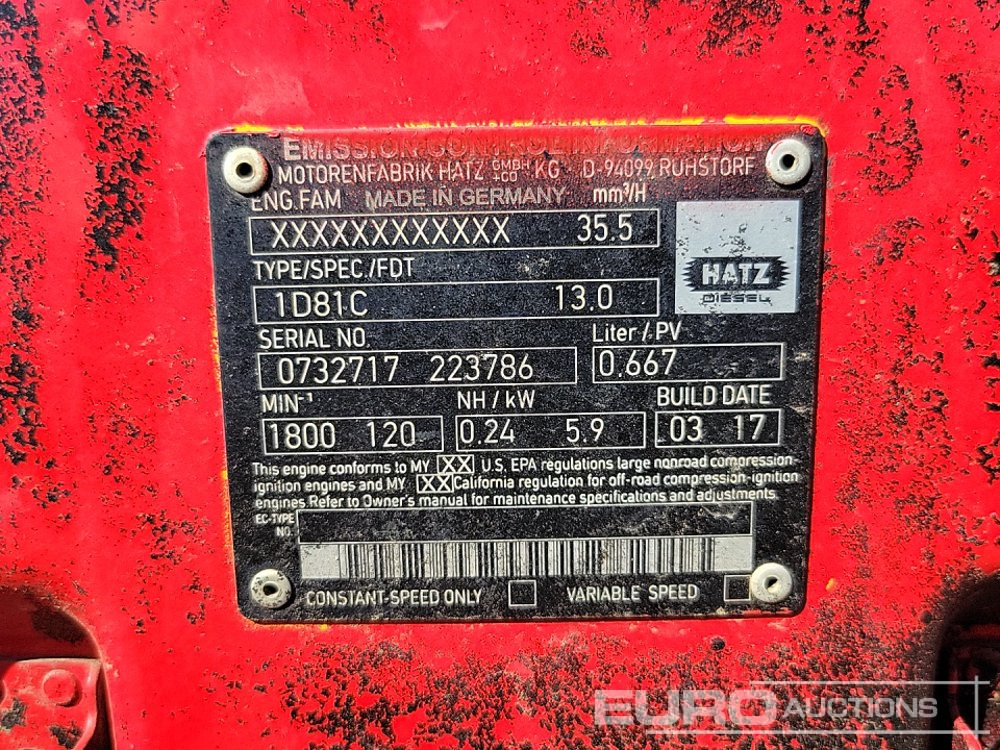 EMISSION CONTROL INFORMATION
MOTORENFABRIK HATZ GMBH +CO KG D-94099 RUHSTORF
ENG.FAM MADE IN GERMANY mm³/H
XXXXXXXXXXXX 35.5
TYPE/SPEC./FDT
1D81C 13.0
HATZ
DIESEL
SERIAL NO. Liter / PV
0732717 223786 0.667
MIN⁻¹ NH / kW BUILD DATE
1800 120 0.24 5.9 03 17
This engine conforms to MY XX U.S. EPA regulations large nonroad compression-
ignition engines and MY XX California regulation for off-road compression-ignition
engines. Refer to Owner's manual for maintenance specifications and adjustments.
EC-TYPE
NO.
CONSTANT-SPEED ONLY VARIABLE SPEED
EURO AUCTIONS